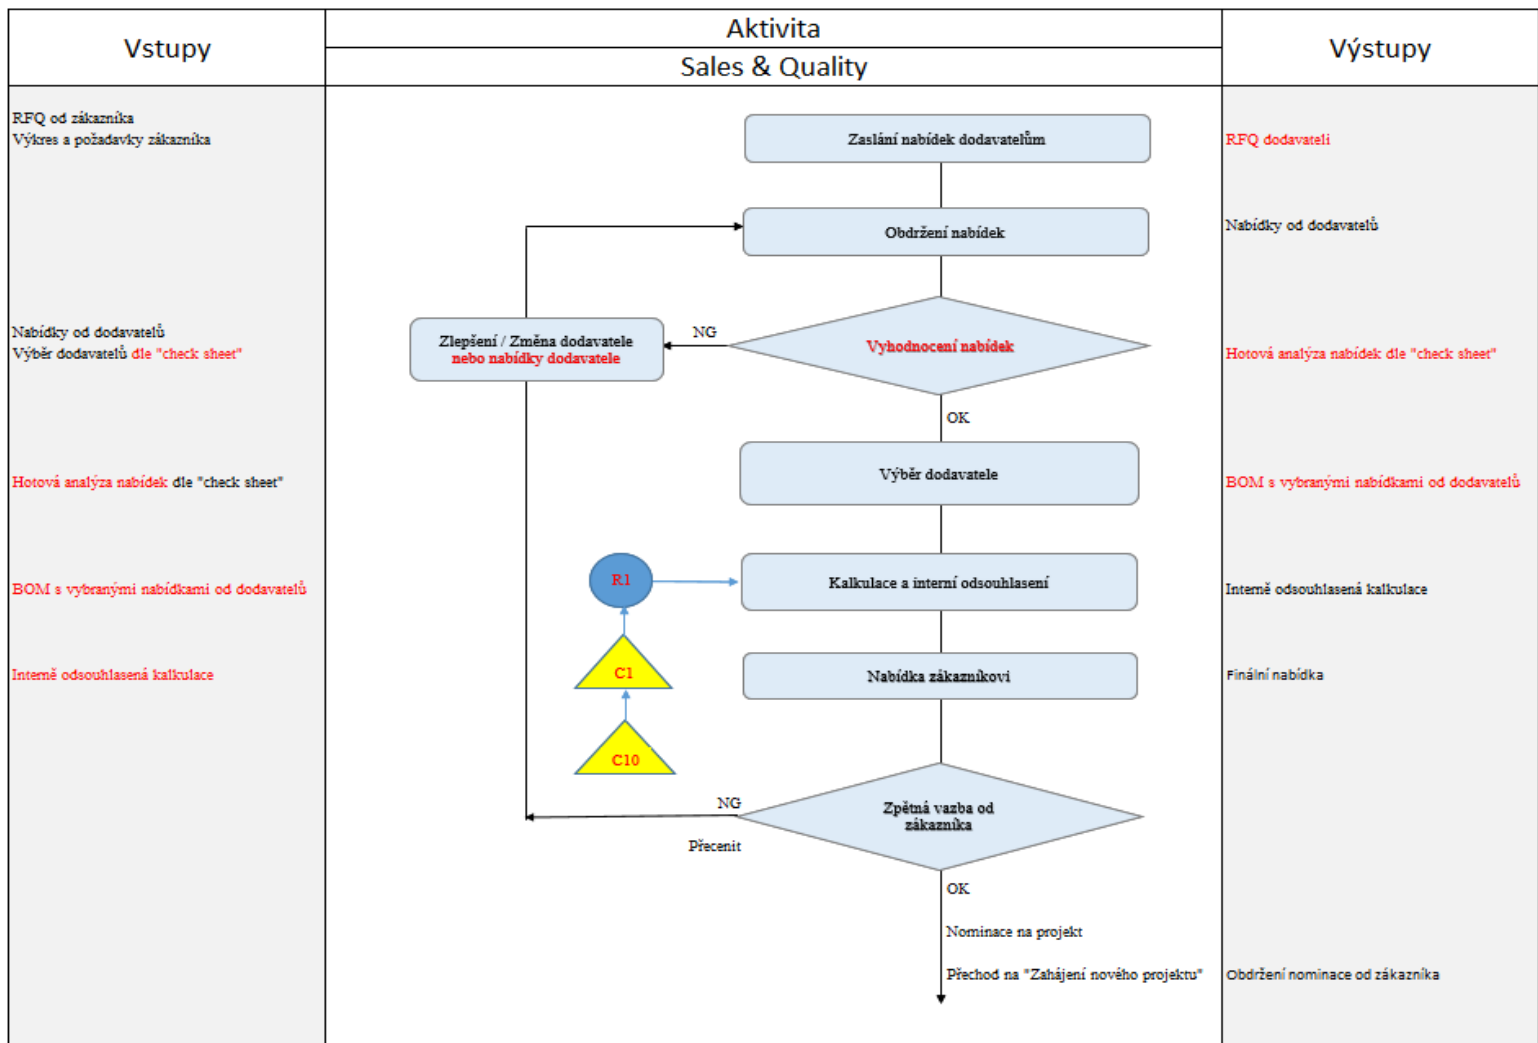 Vstupy
Aktivita
Sales & Quality
Výstupy
RFQ od zákazníka
Výkres a požadavky zákazníka
Zaslání nabídek dodavatelům
RFQ dodavateli
Obdržení nabídek
Nabídky od dodavatelů
Nabídky od dodavatelů
Výběr dodavatelů dle "check sheet"
Zlepšení / Změna dodavatele
nebo nabídky dodavatele
NG
Vyhodnocení nabídek
Hotová analýza nabídek dle "check sheet"
OK
Hotová analýza nabídek dle "check sheet"
Výběr dodavatele
BOM s vybranými nabídkami od dodavatelů
BOM s vybranými nabídkami od dodavatelů
R1
Kalkulace a interní odsouhlasení
Interně odsouhlasená kalkulace
Interně odsouhlasená kalkulace
C1
Nabídka zákazníkovi
Finální nabídka
C10
NG
Přecenit
Zpětná vazba od
zákazníka
OK
Nominace na projekt
Přechod na "Zahájení nového projektu"
Obdržení nominace od zákazníka